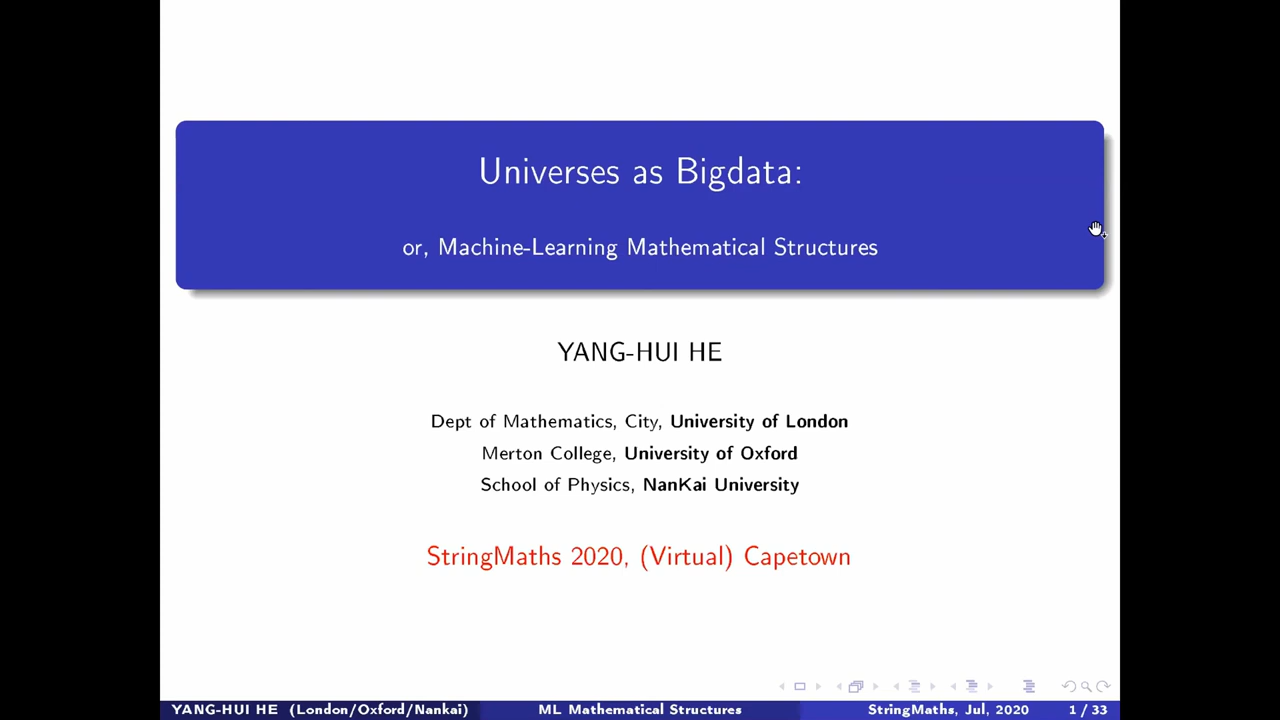 Universes as Bigdata:
or, Machine-Learning Mathematical Structures
YANG-HUI HE
Dept of Mathematics, City, University of London
Merton College, University of Oxford
School of Physics, NanKai University
StringMaths 2020, (Virtual) Capetown
YANG-HUI HE (London/Oxford/Nankai) ML Mathematical Structures StringMaths, Jul, 2020 1 / 33